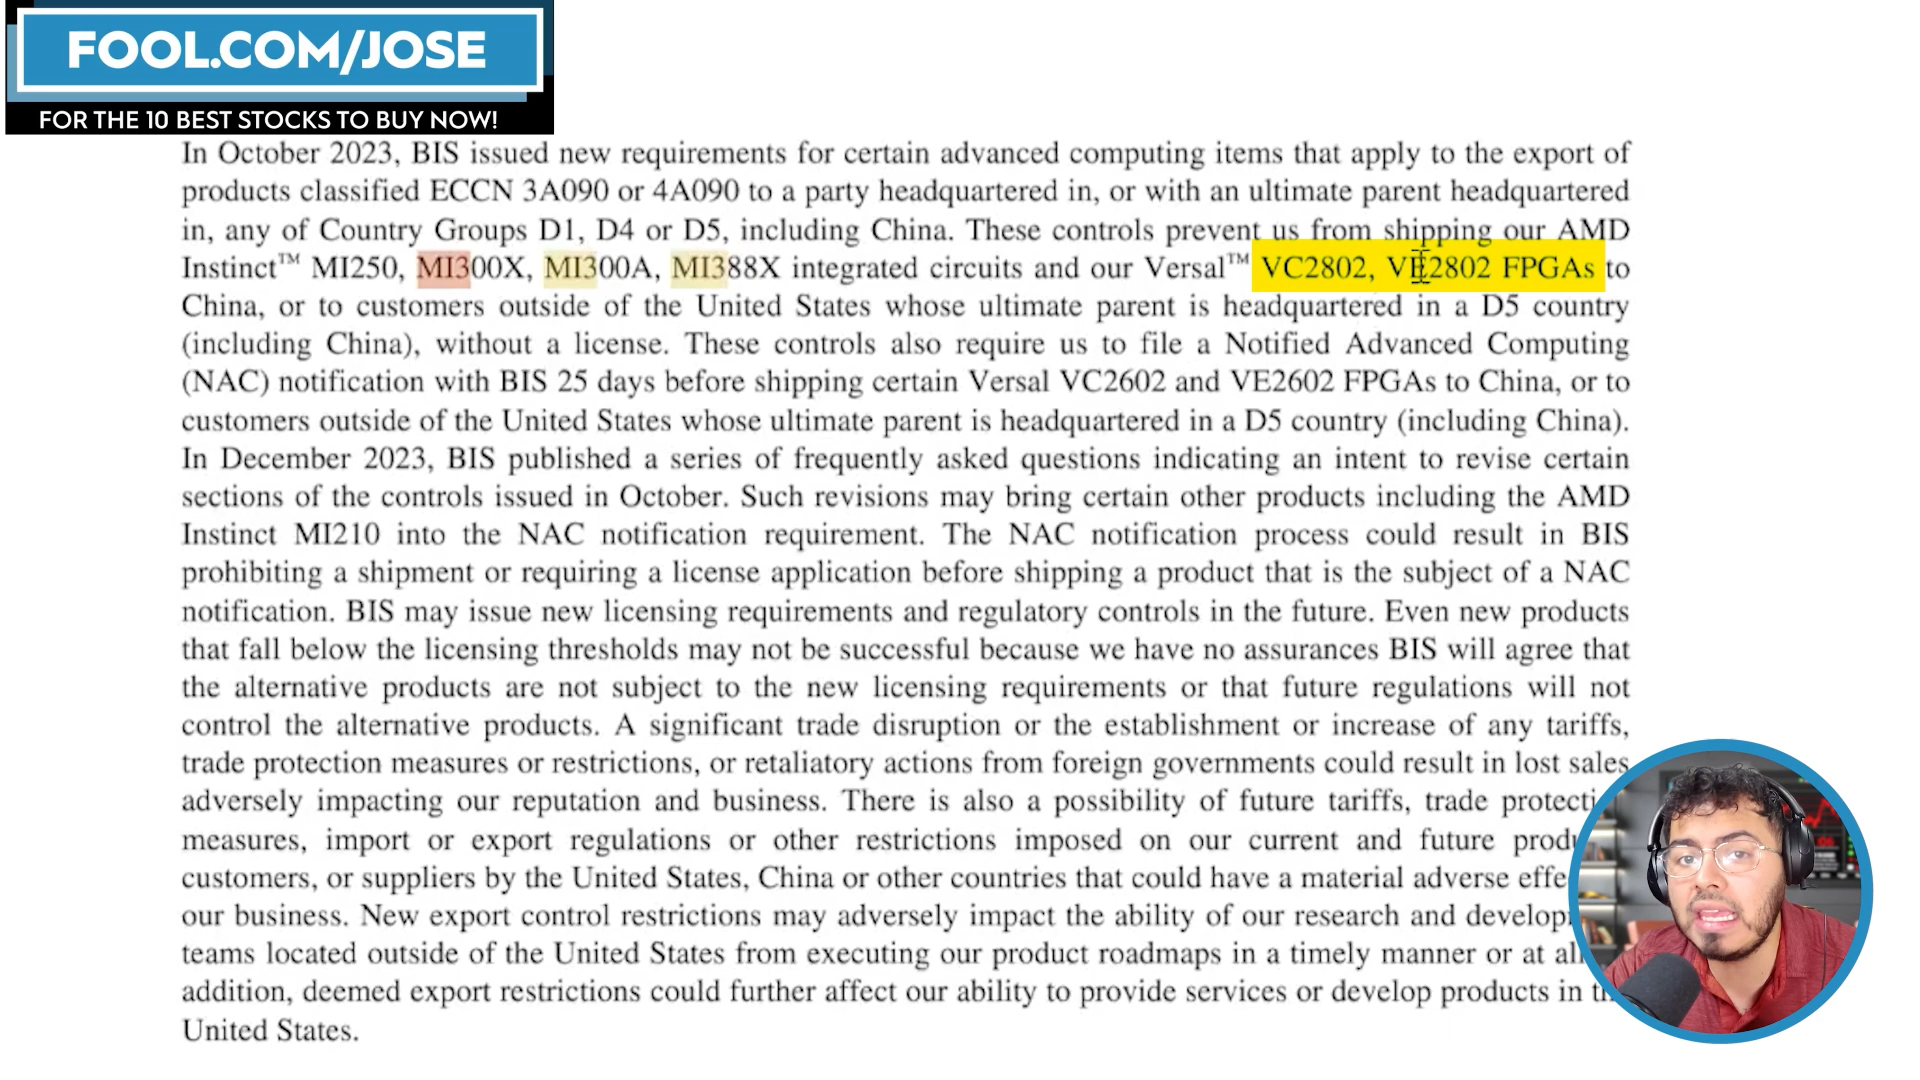 FOOL.COM/JOSE
FOR THE 10 BEST STOCKS TO BUY NOW!
In October 2023, BIS issued new requirements for certain advanced computing items that apply to the export of
products classified ECCN 3A090 or 4A090 to a party headquartered in, or with an ultimate parent headquartered
in, any of Country Groups D1, D4 or D5, including China. These controls prevent us from shipping our AMD
Instinct™ MI250, MI300X, MI300A, MI388X integrated circuits and our Versal™ VC2802, VE2802 FPGAs to
China, or to customers outside of the United States whose ultimate parent is headquartered in a D5 country
(including China), without a license. These controls also require us to file a Notified Advanced Computing
(NAC) notification with BIS 25 days before shipping certain Versal VC2602 and VE2602 FPGAs to China, or to
customers outside of the United States whose ultimate parent is headquartered in a D5 country (including China).
In December 2023, BIS published a series of frequently asked questions indicating an intent to revise certain
sections of the controls issued in October. Such revisions may bring certain other products including the AMD
Instinct MI210 into the NAC notification requirement. The NAC notification process could result in BIS
prohibiting a shipment or requiring a license application before shipping a product that is the subject of a NAC
notification. BIS may issue new licensing requirements and regulatory controls in the future. Even new products
that fall below the licensing thresholds may not be successful because we have no assurances BIS will agree that
the alternative products are not subject to the new licensing requirements or that future regulations will not
control the alternative products. A significant trade disruption or the establishment or increase of any tariffs,
trade protection measures or restrictions, or retaliatory actions from foreign governments could result in lost sales
adversely impacting our reputation and business. There is also a possibility of future tariffs, trade
measures, import or export regulations or other restrictions imposed on our current and future
customers, or suppliers by the United States, China or other countries that could have a material adverse
our business. New export control restrictions may adversely impact the ability of our research and
teams located outside of the United States from executing our product roadmaps in a timely manner or at
addition, deemed export restrictions could further affect our ability to provide services or develop products in
United States.